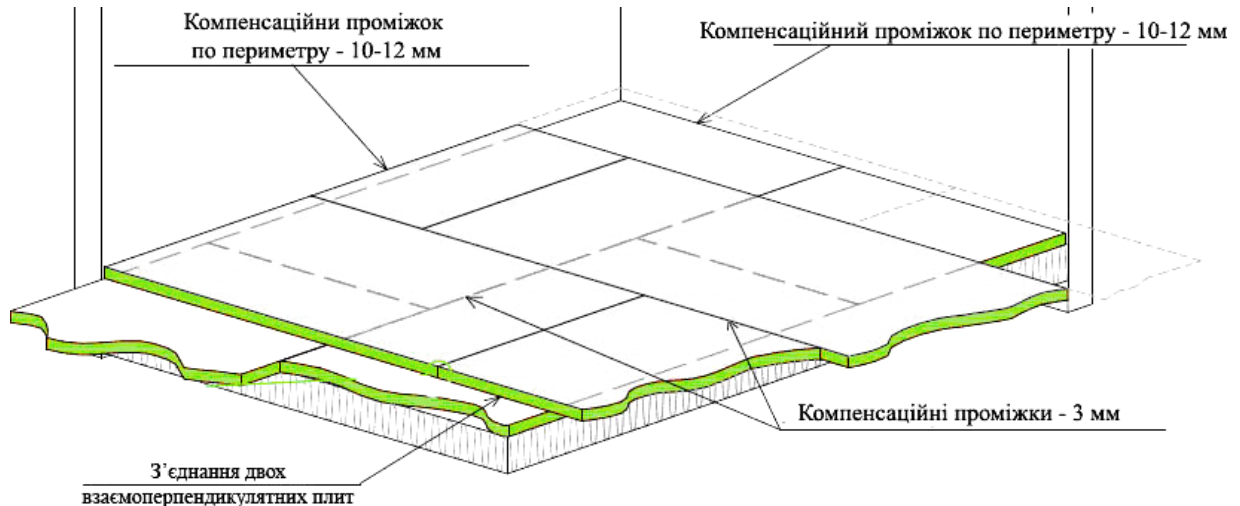 Компенсаційни проміжок
по периметру - 10-12 мм
Компенсаційний проміжок по периметру - 10-12 мм
Компенсаційні проміжки - 3 мм
З’єднання двох
взаємоперпендикулятних плит